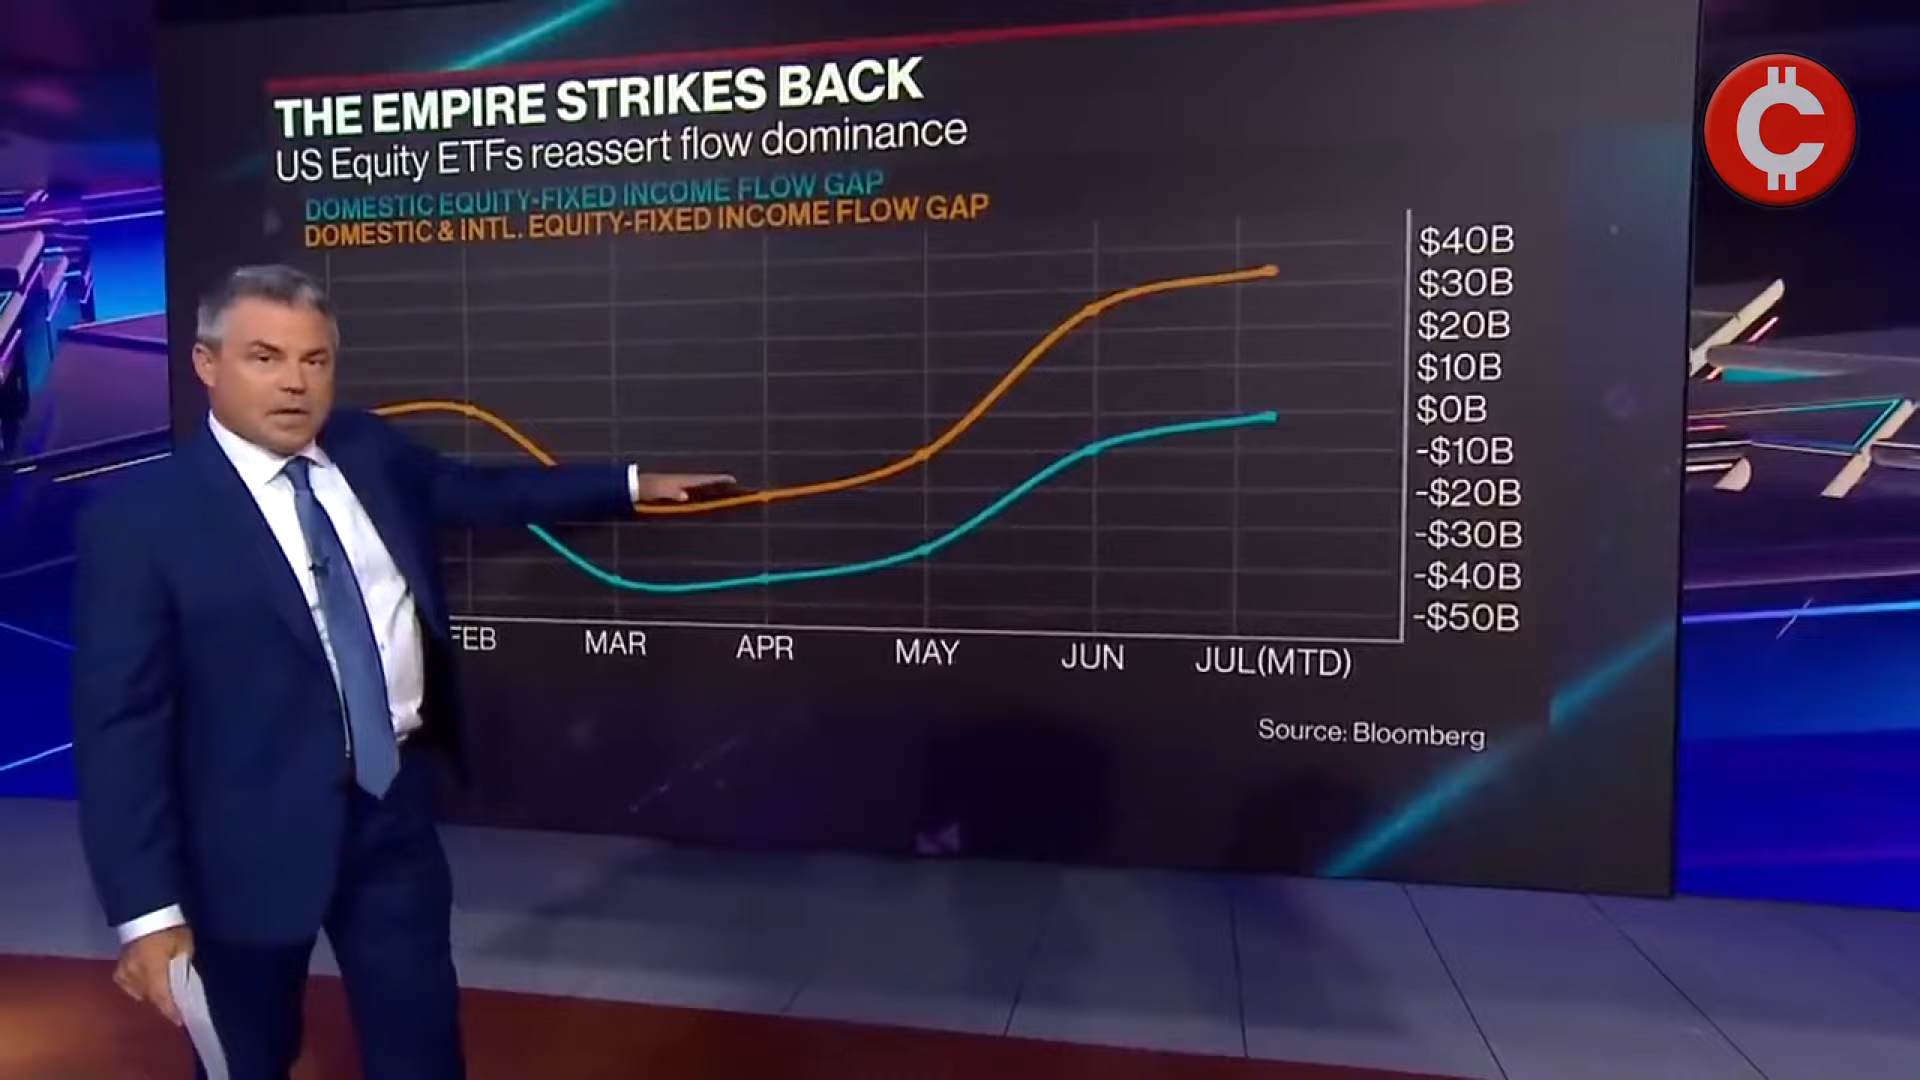 THE EMPIRE STRIKES BACK
US Equity ETFs reassert flow dominance
DOMESTIC EQUITY-FIXED INCOME FLOW GAP
DOMESTIC & INTL. EQUITY-FIXED INCOME FLOW GAP
$40B
$30B
$20B
$10B
$0B
-$10B
-$20B
-$30B
-$40B
-$50B
FEB MAR APR MAY JUN JUL(MTD)
Source: Bloomberg